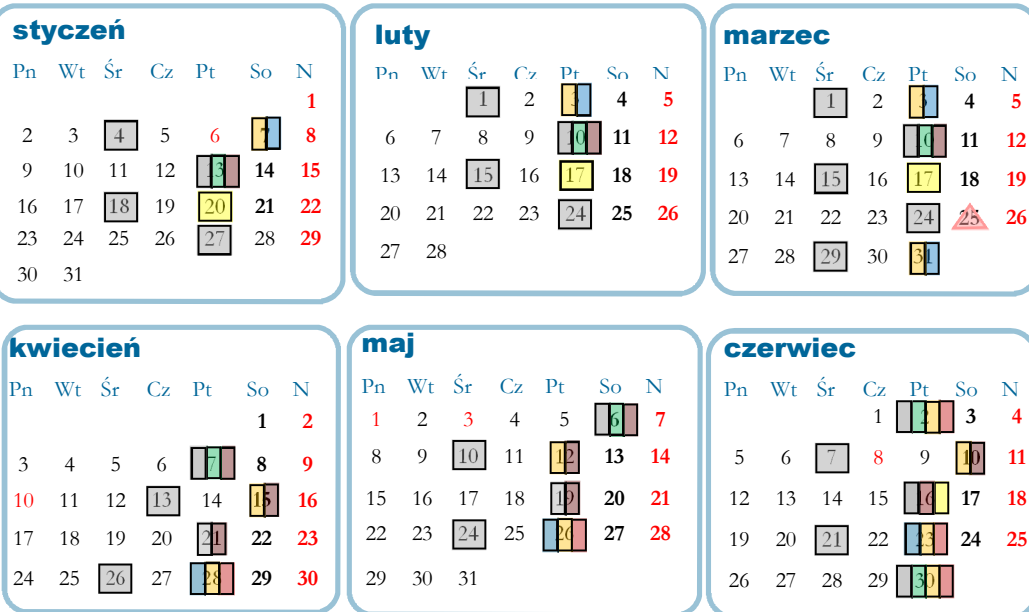 styczeń
Pn Wt Śr Cz Pt So N
1
2 3 4 5 6 7 8
9 10 11 12 13 14 15
16 17 18 19 20 21 22
23 24 25 26 27 28 29
30 31
luty
Pn Wt Śr Cz Pt So N
1 2 3 4 5
6 7 8 9 10 11 12
13 14 15 16 17 18 19
20 21 22 23 24 25 26
27 28
marzec
Pn Wt Śr Cz Pt So N
1 2 3 4 5
6 7 8 9 10 11 12
13 14 15 16 17 18 19
20 21 22 23 24 25 26
27 28 29 30 31
kwiecień
Pn Wt Śr Cz Pt So N
1 2
3 4 5 6 7 8 9
10 11 12 13 14 15 16
17 18 19 20 21 22 23
24 25 26 27 28 29 30
maj
Pn Wt Śr Cz Pt So N
1 2 3 4 5 6 7
8 9 10 11 12 13 14
15 16 17 18 19 20 21
22 23 24 25 26 27 28
29 30 31
czerwiec
Pn Wt Śr Cz Pt So N
1 2 3 4
5 6 7 8 9 10 11
12 13 14 15 16 17 18
19 20 21 22 23 24 25
26 27 28 29 30